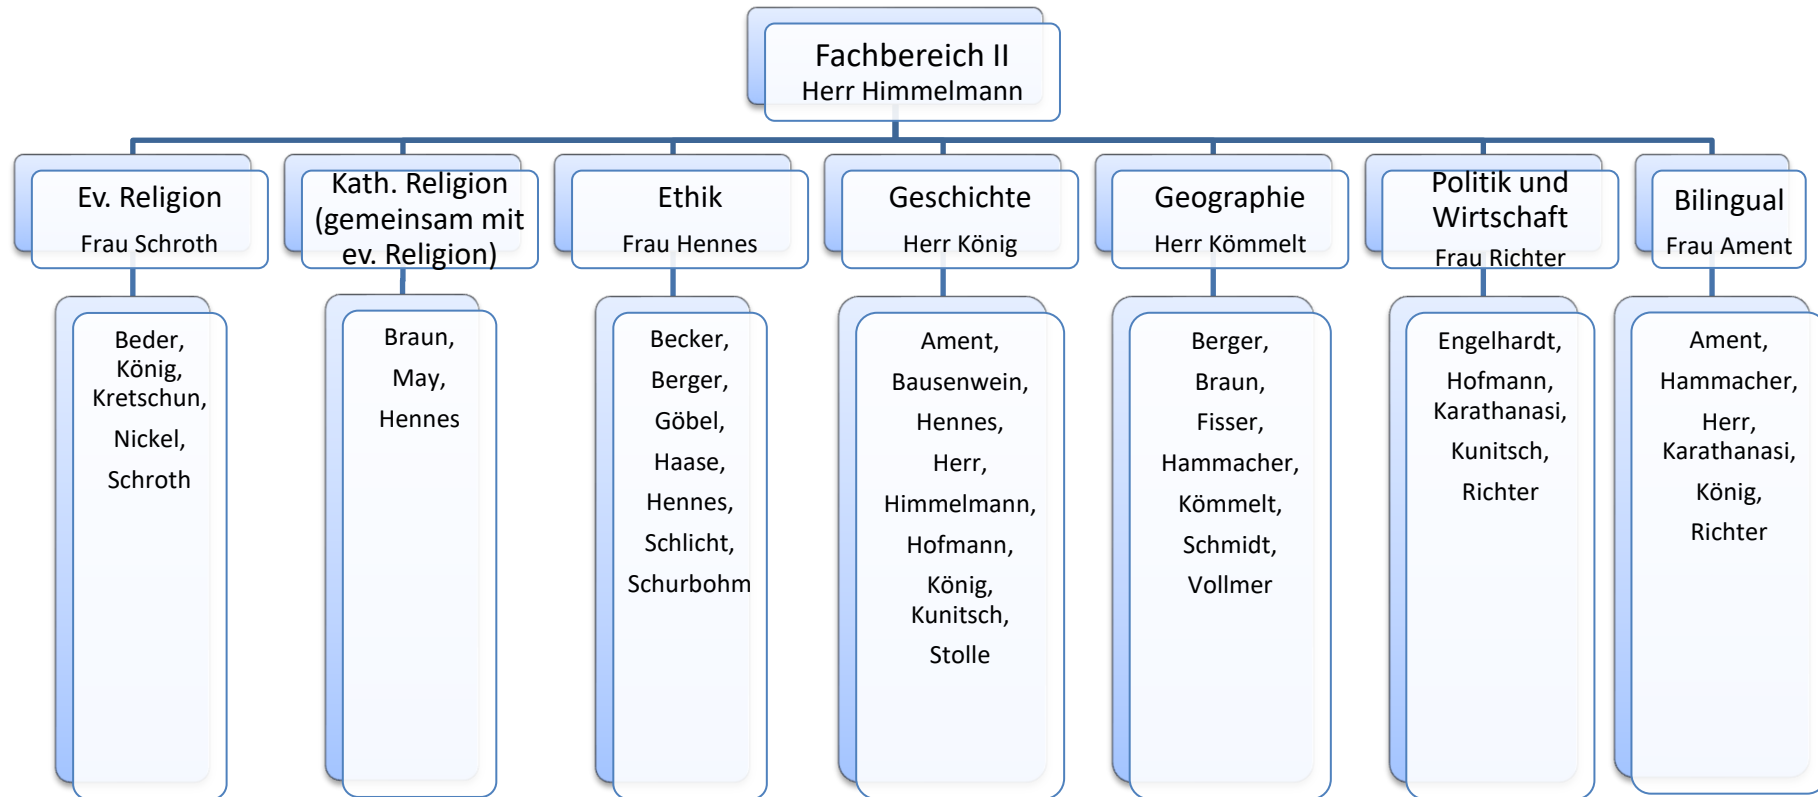 Fachbereich II
Herr Himmelmann
Ev. Religion
Frau Schroth
Kath. Religion
(gemeinsam mit
ev. Religion)
Ethik
Frau Hennes
Geschichte
Herr König
Geographie
Herr Kömmelt
Politik und
Wirtschaft
Frau Richter
Bilingual
Frau Ament
Beder,
König,
Kretschun,
Nickel,
Schroth
Braun,
May,
Hennes
Becker,
Berger,
Göbel,
Haase,
Hennes,
Schlicht,
Schurbohm
Ament,
Bausenwein,
Hennes,
Herr,
Himmelmann,
Hofmann,
König,
Kunitsch,
Stolle
Berger,
Braun,
Fisser,
Hammacher,
Kömmelt,
Schmidt,
Vollmer
Engelhardt,
Hofmann,
Karathanasi,
Kunitsch,
Richter
Ament,
Hammacher,
Herr,
Karathanasi,
König,
Richter